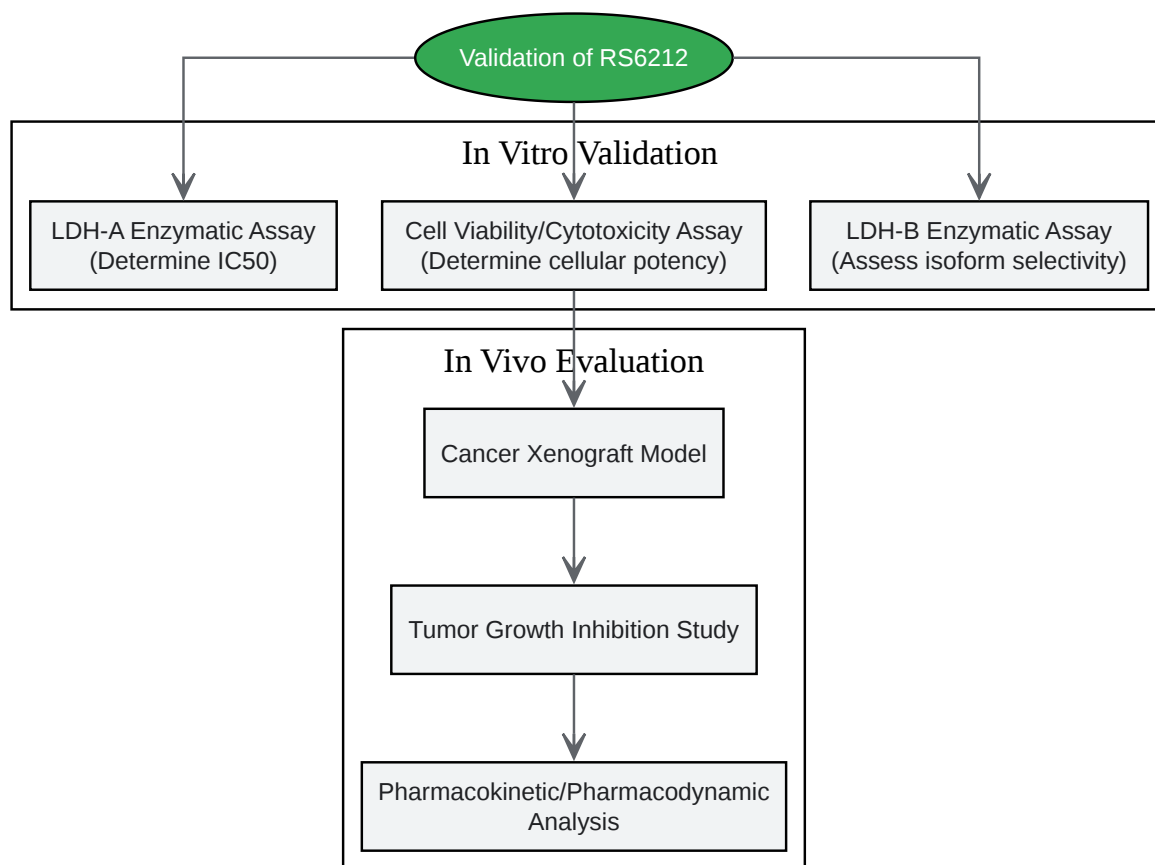 Validation of RS6212
In Vitro Validation
LDH-A Enzymatic Assay
(Determine IC50)
Cell Viability/Cytotoxicity Assay
(Determine cellular potency)
LDH-B Enzymatic Assay
(Assess isoform selectivity)
In Vivo Evaluation
Cancer Xenograft Model
Tumor Growth Inhibition Study
Pharmacokinetic/Pharmacodynamic
Analysis